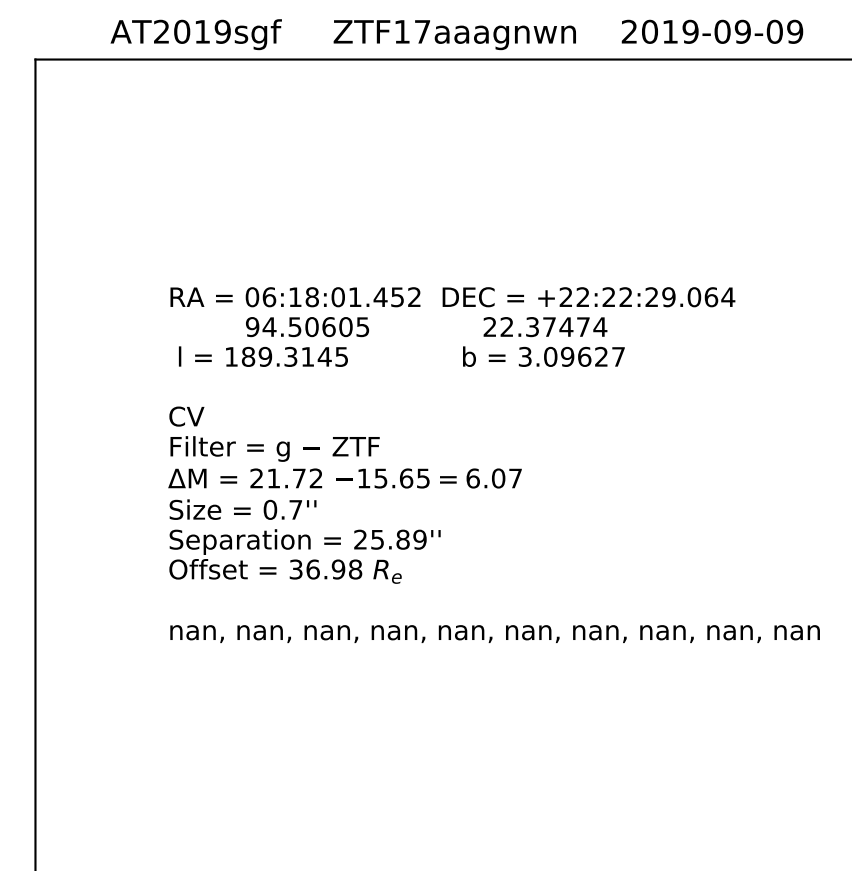 AT2019sgf ZTF17aaagnwn 2019-09-09
RA = 06:18:01.452 DEC = +22:22:29.064
94.50605 22.37474
l = 189.3145 b = 3.09627
CV
Filter = g − ZTF
ΔM = 21.72 −15.65 = 6.07
Size = 0.7''
Separation = 25.89''
Offset = 36.98 Rₑ
nan, nan, nan, nan, nan, nan, nan, nan, nan, nan